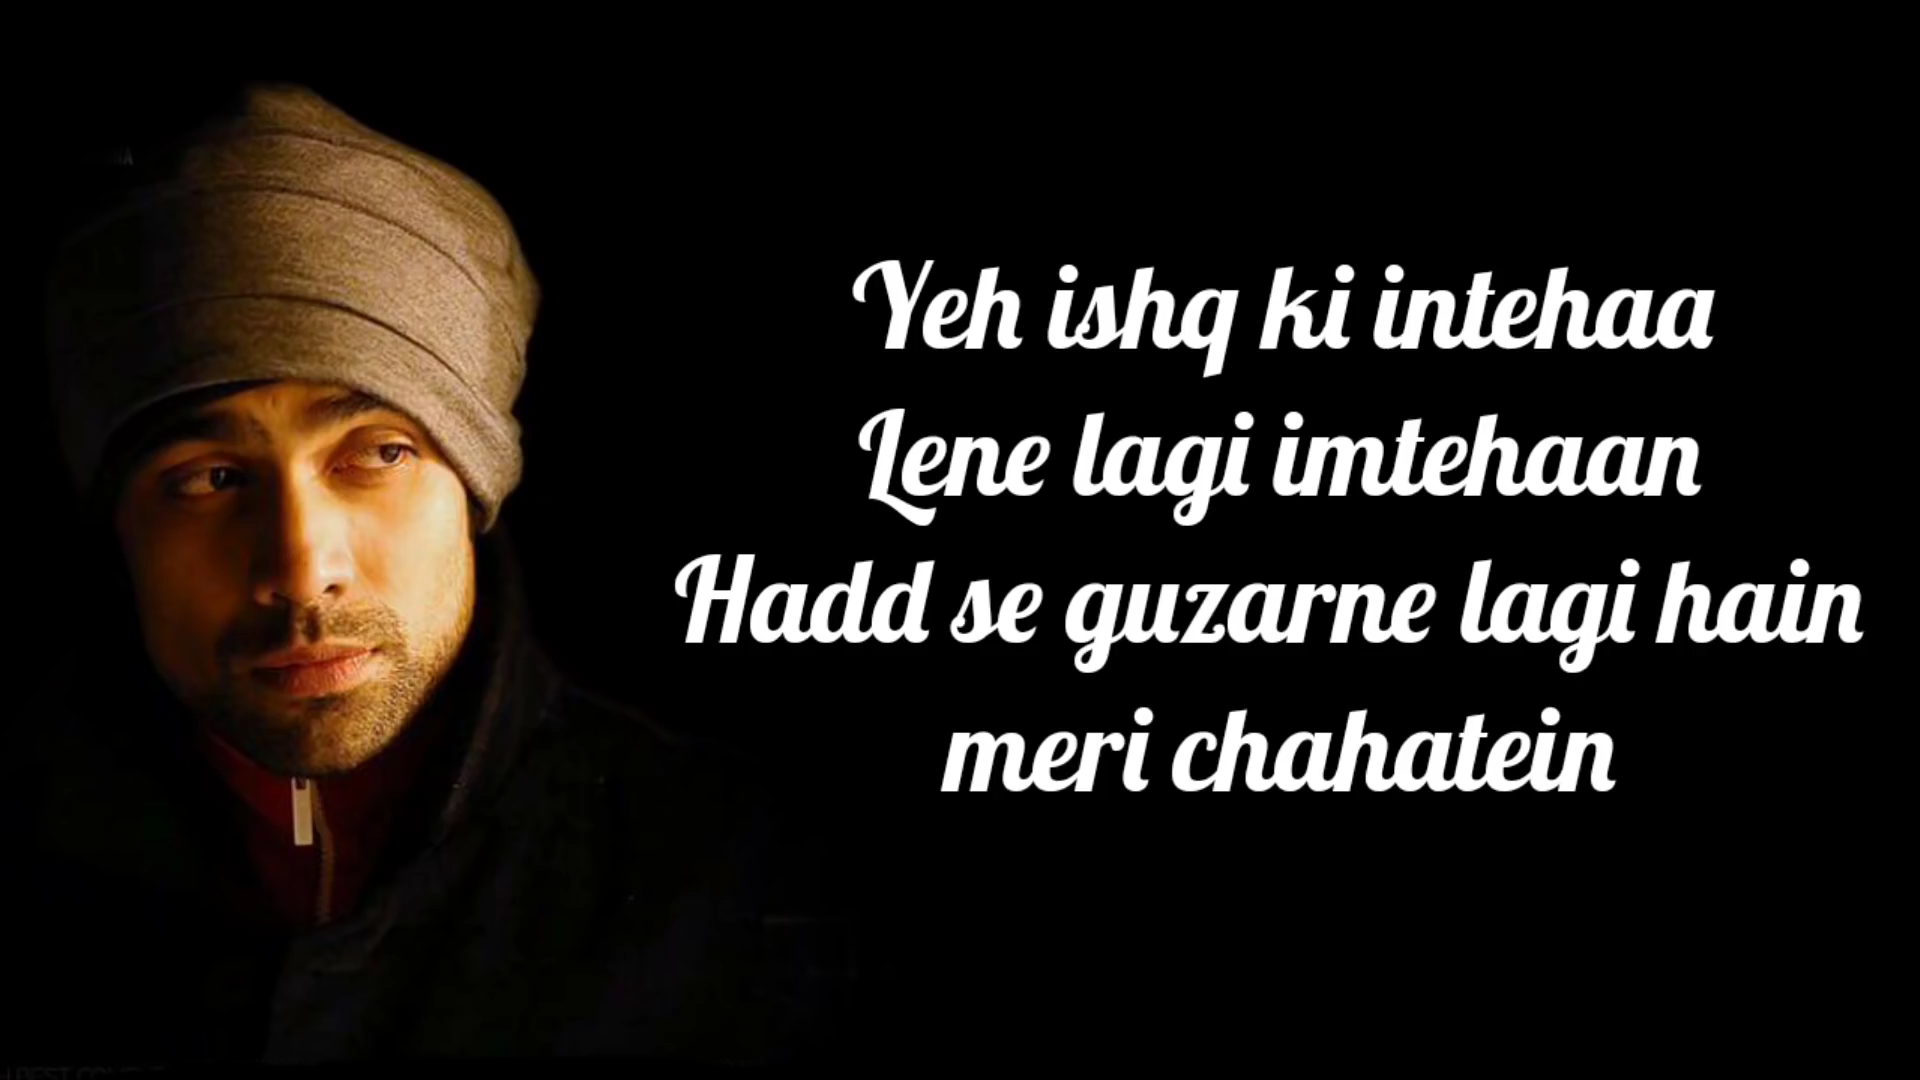 Yeh ishq ki intehaa
Lene lagi imtehaan
Hadd se guzarne lagi hain
meri chahatein